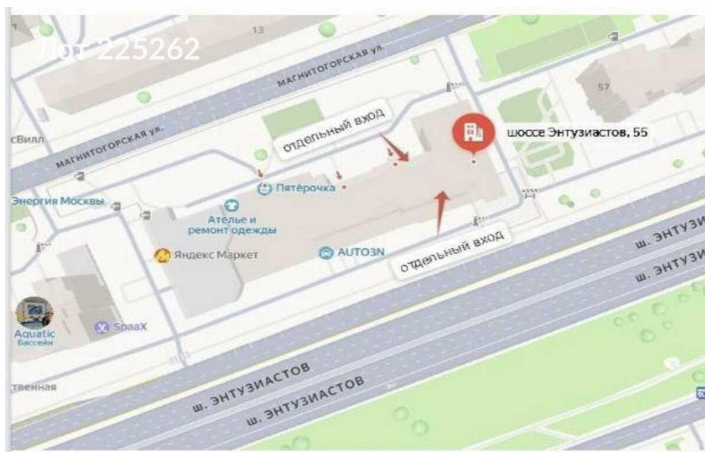 Лот 225262
13
МАГНИТОГОРСКАЯ ул.
57
отдельный вход
шоссе Энтузиастов, 55
сВилл
МАГНИТОГОРСКАЯ ул.
Пятёрочка
Энергия Москвы
Ателье и
ремонт одежды
ш. ЭНТУЗИ
Яндекс Маркет
AUTO3N
отдельный вход
ш. ЭНТУЗИ
SpaaX
Aquatic
Бассейн
твенная
ш. ЭНТУЗИАСТОВ
ш. ЭНТУЗИАСТОВ